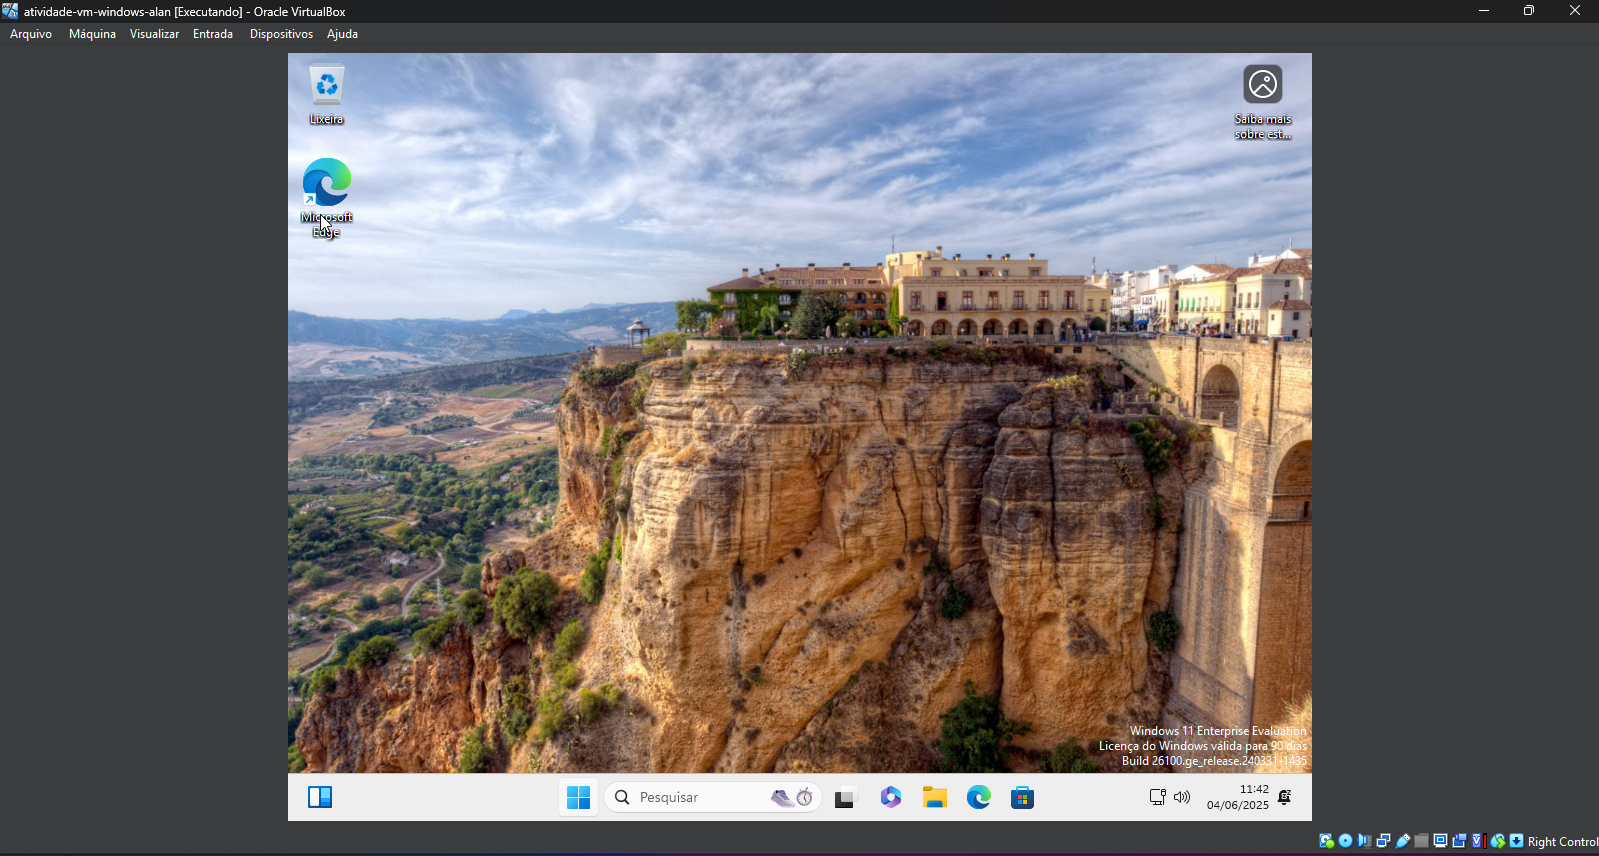 atividade-vm-windows-alan [Executando] - Oracle VirtualBox
Arquivo Máquina Visualizar Entrada Dispositivos Ajuda
Lixeira
Saiba mais
sobre est...
Microsoft
Edge
Windows 11 Enterprise Evaluation
Licença do Windows válida para 90 dias
Build 26100.ge_release.240331-1435
Pesquisar
11:42
04/06/2025
Right Control